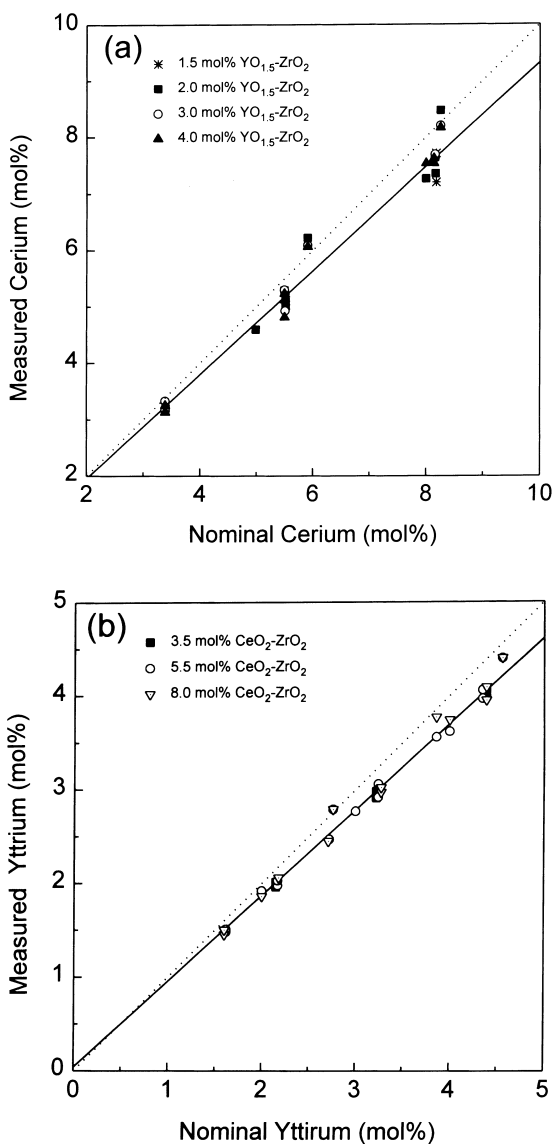 (a)
1.5 mol% YO1.5-ZrO2
2.0 mol% YO1.5-ZrO2
3.0 mol% YO1.5-ZrO2
4.0 mol% YO1.5-ZrO2
Measured Cerium (mol%)
10
8
6
4
2
2 4 6 8 10
Nominal Cerium (mol%)
(b)
3.5 mol% CeO2-ZrO2
5.5 mol% CeO2-ZrO2
8.0 mol% CeO2-ZrO2
Measured Yttrium (mol%)
5
4
3
2
1
0
0 1 2 3 4 5
Nominal Yttirum (mol%)